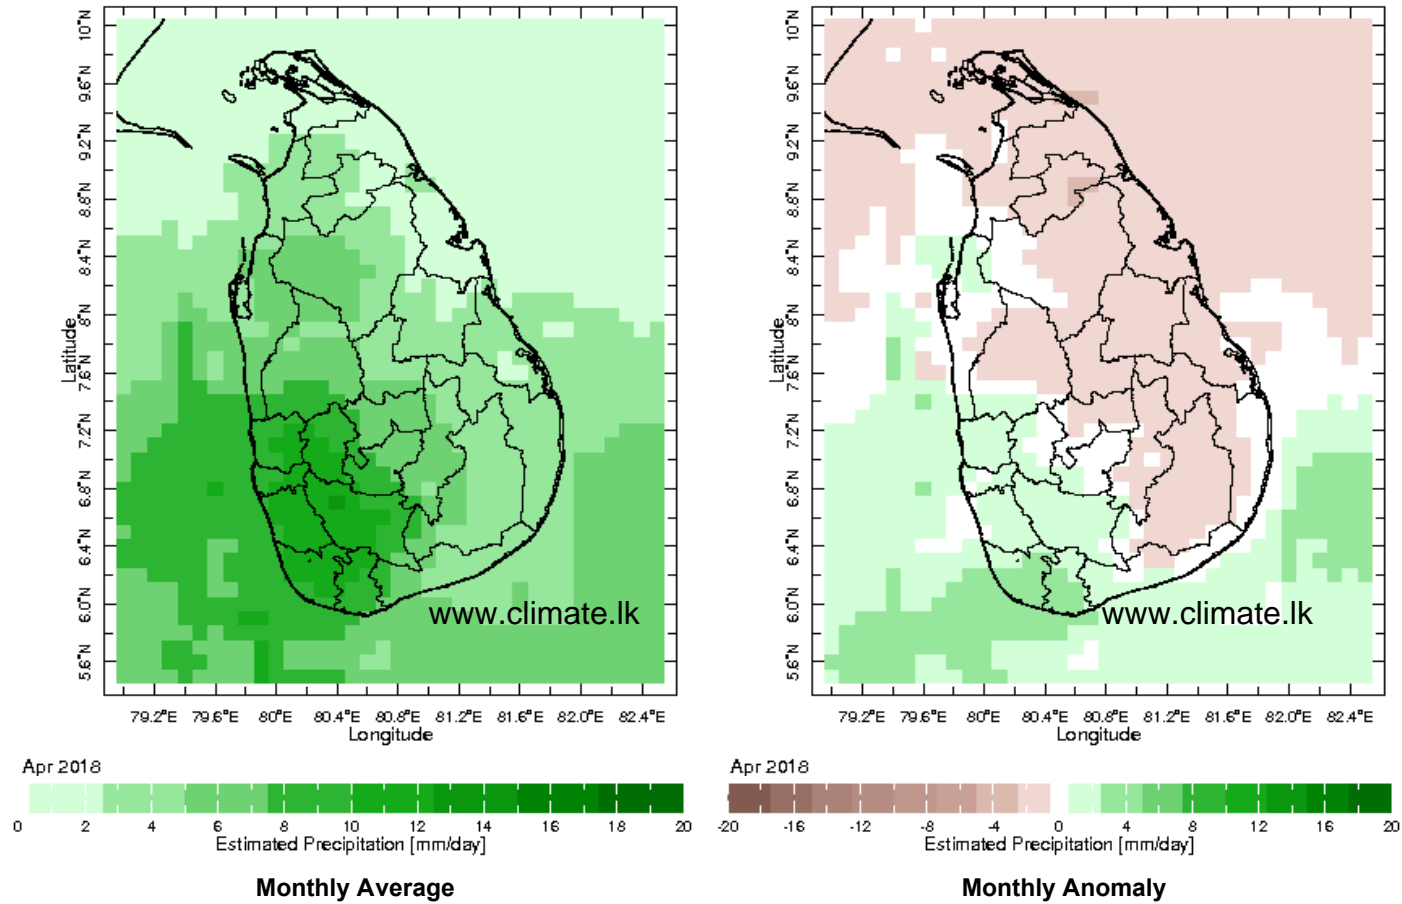 10°N
9.6°N
9.2°N
8.8°N
8.4°N
8°N
7.6°N
7.2°N
6.8°N
6.4°N
6.0°N
5.6°N
Latitude
www.climate.lk
79.2°E 79.6°E 80°E 80.4°E 80.8°E 81.2°E 81.6°E 82.0°E 82.4°E
Longitude
Apr 2018
0 2 4 6 8 10 12 14 16 18 20
Estimated Precipitation [mm/day]
Monthly Average
10°N
9.6°N
9.2°N
8.8°N
8.4°N
8°N
7.6°N
7.2°N
6.8°N
6.4°N
6.0°N
5.6°N
Latitude
www.climate.lk
79.2°E 79.6°E 80°E 80.4°E 80.8°E 81.2°E 81.6°E 82.0°E 82.4°E
Longitude
Apr 2018
-20 -16 -12 -8 -4 0 4 8 12 16 20
Estimated Precipitation [mm/day]
Monthly Anomaly